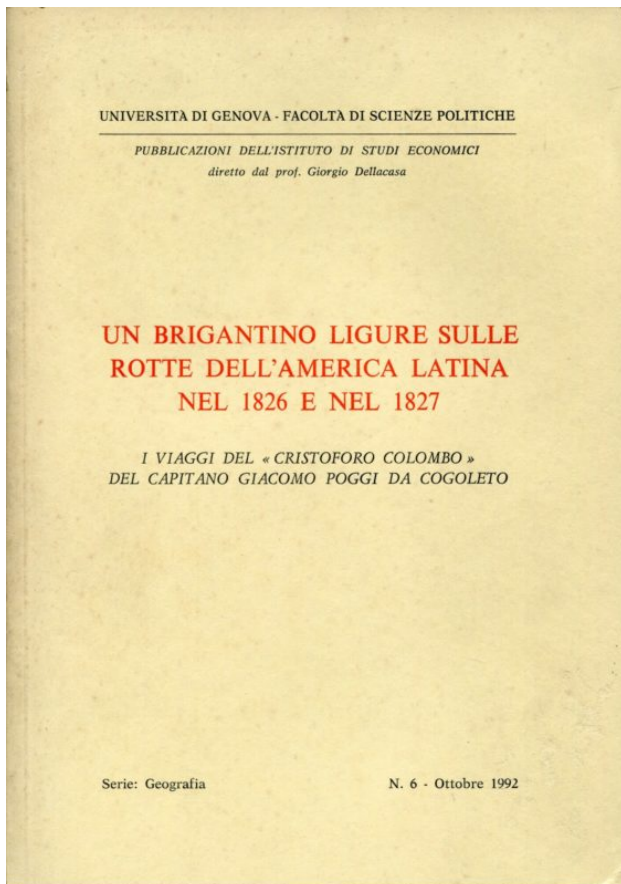 UNIVERSITÀ DI GENOVA - FACOLTÀ DI SCIENZE POLITICHE
PUBBLICAZIONI DELL'ISTITUTO DI STUDI ECONOMICI
diretto dal prof. Giorgio Dellacasa
UN BRIGANTINO LIGURE SULLE
ROTTE DELL'AMERICA LATINA
NEL 1826 E NEL 1827
I VIAGGI DEL « CRISTOFORO COLOMBO »
DEL CAPITANO GIACOMO POGGI DA COGOLETO
Serie: Geografia
N. 6 - Ottobre 1992